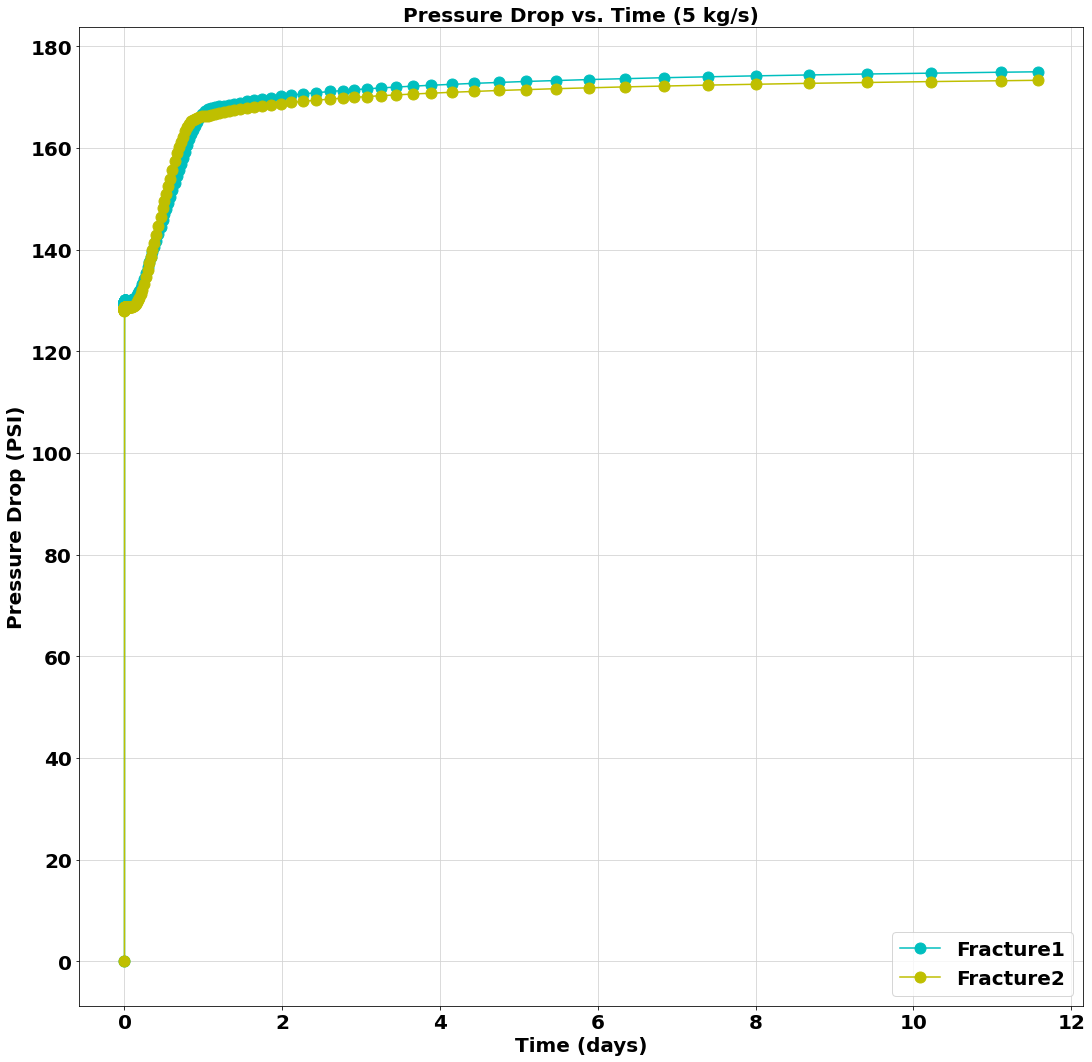 Pressure Drop vs. Time (5 kg/s)
180
160
140
120
100
80
60
40
20
0
Pressure Drop (PSI)
Fracture1
Fracture2
0 2 4 6 8 10 12
Time (days)